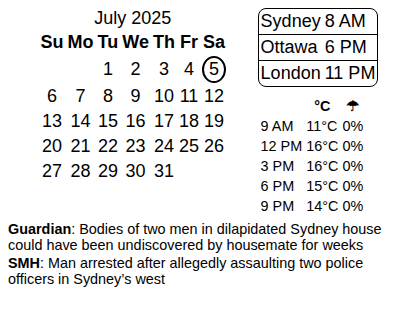 July 2025
Su Mo Tu We Th Fr Sa
1 2 3 4 5
6 7 8 9 10 11 12
13 14 15 16 17 18 19
20 21 22 23 24 25 26
27 28 29 30 31
Sydney 8 AM
Ottawa 6 PM
London 11 PM
°C ☂
9 AM 11°C 0%
12 PM 16°C 0%
3 PM 16°C 0%
6 PM 15°C 0%
9 PM 14°C 0%
Guardian: Bodies of two men in dilapidated Sydney house
could have been undiscovered by housemate for weeks
SMH: Man arrested after allegedly assaulting two police
officers in Sydney’s west